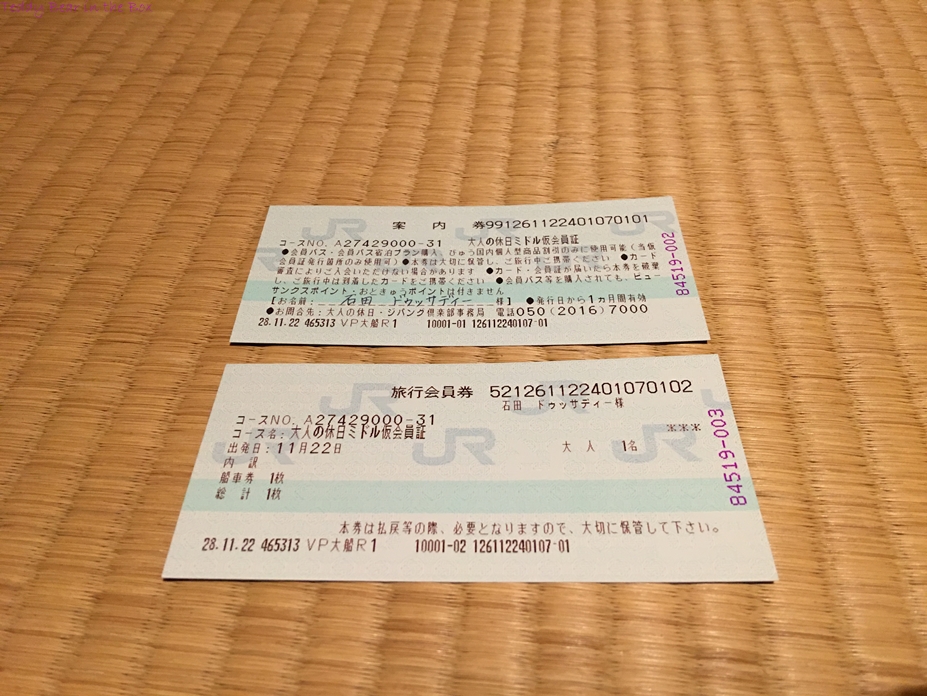 案 内 券991261122401070101
コースNO. A27429000-31 大人の休日ミドル仮会員証
●会員パス・会員パス宿泊プラン購入、びゅう国内個人型商品割引のみに使用可能(当仮
会員証発行箇所のみ使用可)●本券は大切に保管し、ご旅行中ご携帯ください ●カード
審査によりご入会いただけない場合があります ●カード・会員証が届いたら本券を破棄
し、ご旅行中は到着したカードをご携帯ください ●会員パス等を購入されても、ビュー
サンクスポイント・おときゅうポイントは付きません
【お名前:__石田 ドゥッサディー__様】 ●発行日から1ヵ月間有効
●お問合先:大人の休日・ジパング倶楽部事務局 電話050(2016)7000
28.11.22 465313 VP大船R1 10001-01 126112240107-01
84519-002
旅行会員券 521261122401070102
石田 ドゥッサディー様
コースNO. A27429000-31
コース名:大人の休日ミドル仮会員証
※※※
出発日:11月22日 大人 1名
内 訳
船車券 1枚
総 計 1枚
本券は払戻等の際、必要となりますので、大切に保管して下さい。
28.11.22 465313 VP大船R1 10001-02 126112240107-01
84519-003